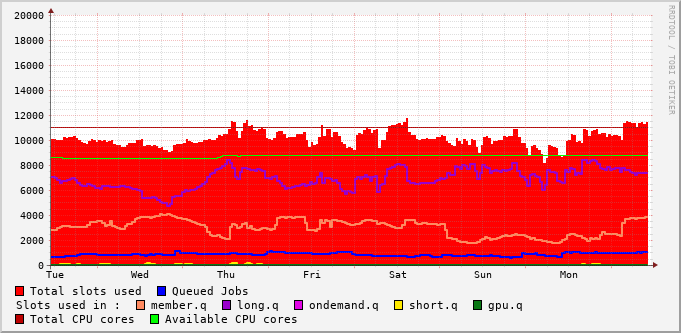 20000
18000
16000
14000
12000
10000
8000
6000
4000
2000
0
Tue Wed Thu Fri Sat Sun Mon
Total slots used Queued Jobs
Slots used in : member.q long.q ondemand.q short.q gpu.q
Total CPU cores Available CPU cores
RRDTOOL / TOBI OETIKER